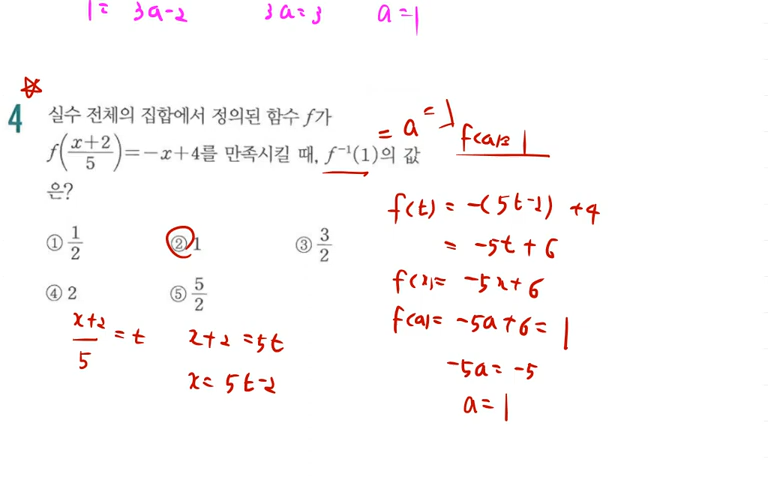 1 = 3a-2 3a=3 a=1
4 실수 전체의 집합에서 정의된 함수 f가
f((x+2)/5)=-x+4를 만족시킬 때, f⁻¹(1)의 값
은?
= a = 1
f(a)= 1
① 1/2 ② 1 ③ 3/2
④ 2 ⑤ 5/2
(x+2)/5 = t
x+2 = 5t
x = 5t-2
f(t) = -(5t-2) +4
= -5t+6
f(x)= -5x+6
f(a)= -5a+6 = 1
-5a = -5
a = 1